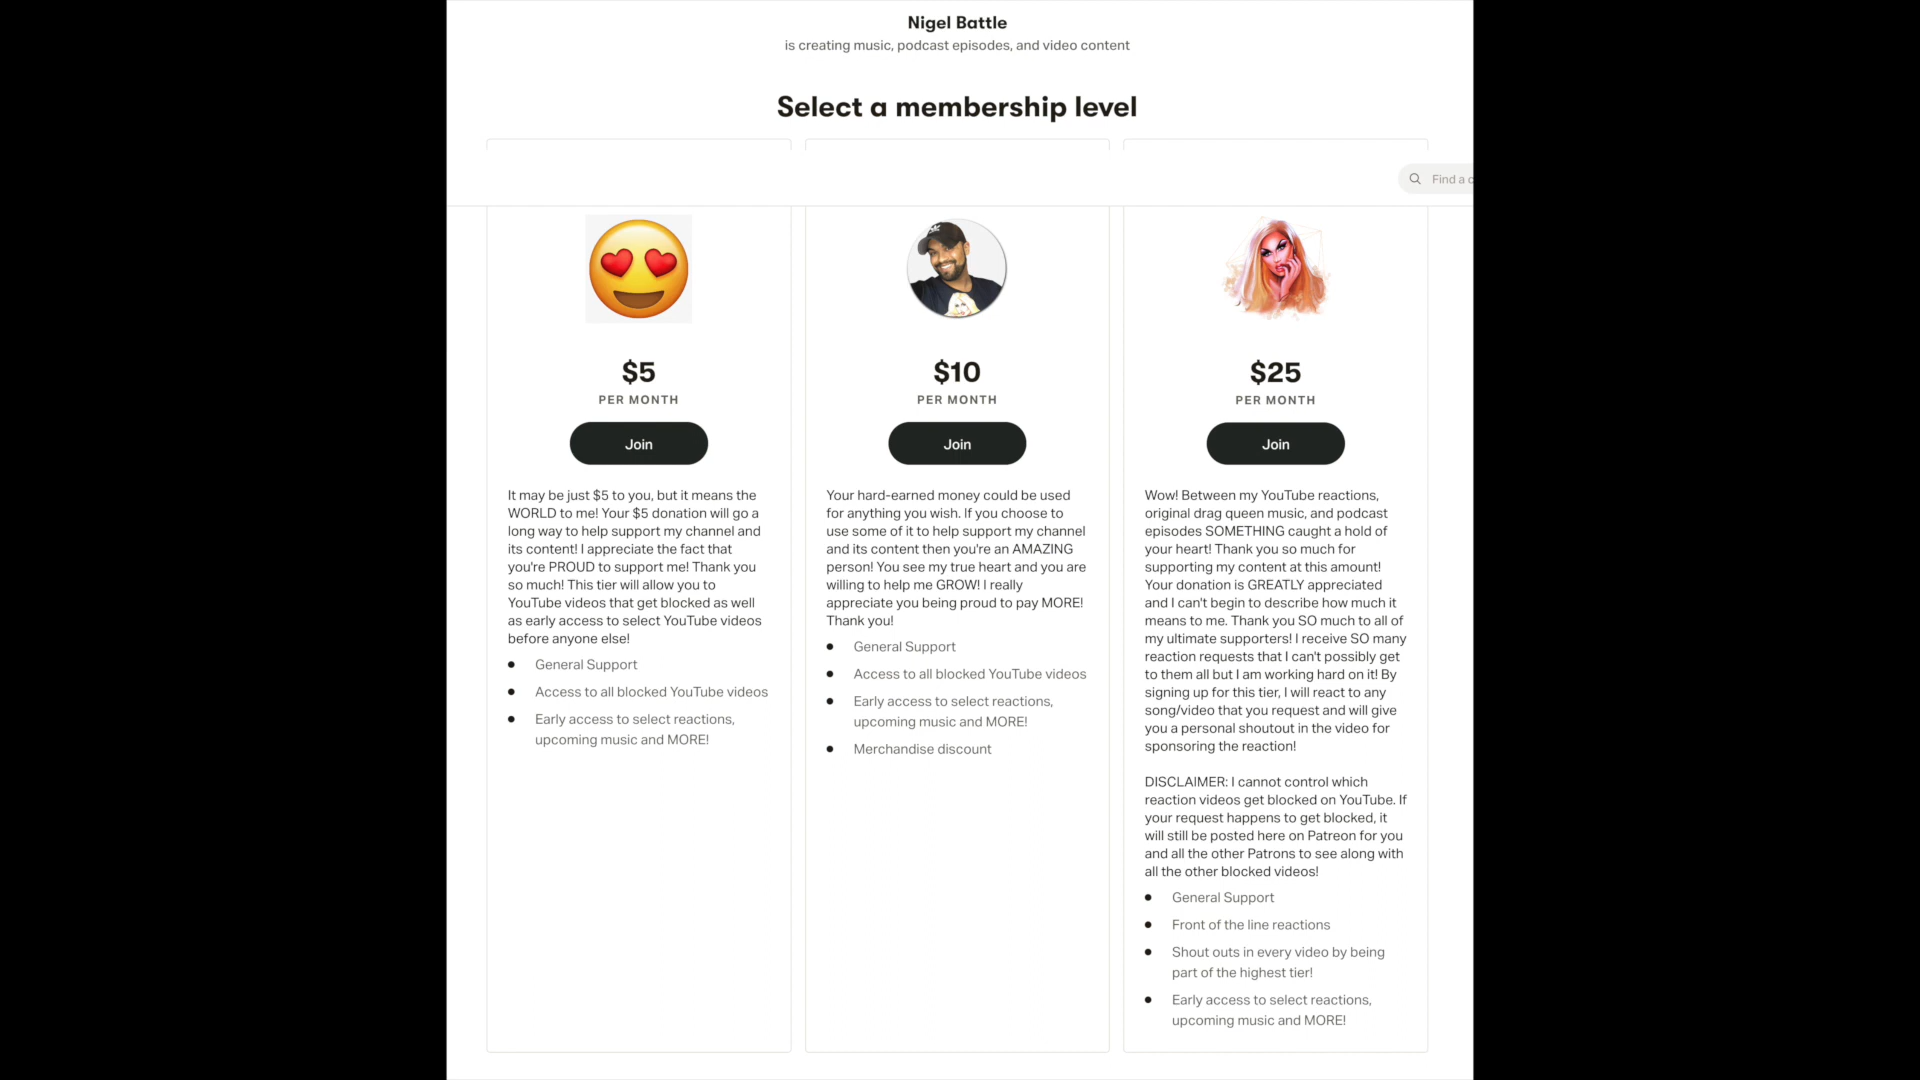 Nigel Battle
is creating music, podcast episodes, and video content
Select a membership level
Find a c
$5
PER MONTH
Join
It may be just $5 to you, but it means the
WORLD to me! Your $5 donation will go a
long way to help support my channel and
its content! I appreciate the fact that
you're PROUD to support me! Thank you
so much! This tier will allow you to
YouTube videos that get blocked as well
as early access to select YouTube videos
before anyone else!
General Support
Access to all blocked YouTube videos
Early access to select reactions,
upcoming music and MORE!
$10
PER MONTH
Join
Your hard-earned money could be used
for anything you wish. If you choose to
use some of it to help support my channel
and its content then you're an AMAZING
person! You see my true heart and you are
willing to help me GROW! I really
appreciate you being proud to pay MORE!
Thank you!
General Support
Access to all blocked YouTube videos
Early access to select reactions,
upcoming music and MORE!
Merchandise discount
$25
PER MONTH
Join
Wow! Between my YouTube reactions,
original drag queen music, and podcast
episodes SOMETHING caught a hold of
your heart! Thank you so much for
supporting my content at this amount!
Your donation is GREATLY appreciated
and I can't begin to describe how much it
means to me. Thank you SO much to all of
my ultimate supporters! I receive SO many
reaction requests that I can't possibly get
to them all but I am working hard on it! By
signing up for this tier, I will react to any
song/video that you request and will give
you a personal shoutout in the video for
sponsoring the reaction!
DISCLAIMER: I cannot control which
reaction videos get blocked on YouTube. If
your request happens to get blocked, it
will still be posted here on Patreon for you
and all the other Patrons to see along with
all the other blocked videos!
General Support
Front of the line reactions
Shout outs in every video by being
part of the highest tier!
Early access to select reactions,
upcoming music and MORE!